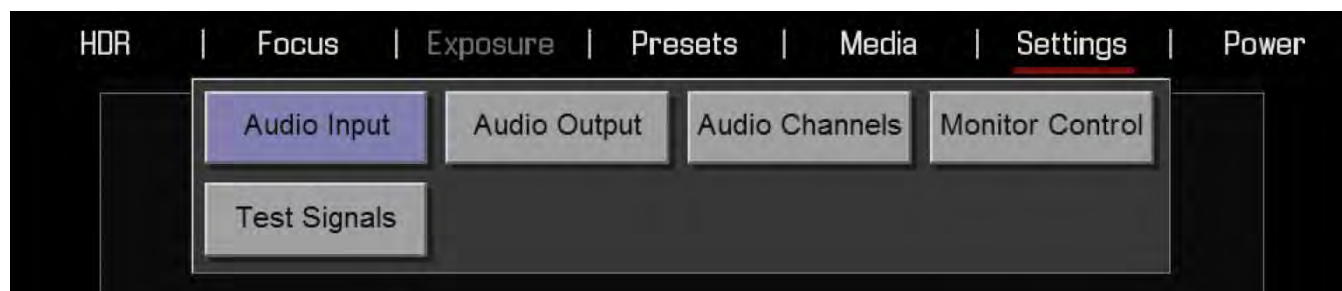 HDR | Focus | Exposure | Presets | Media | Settings | Power
Audio Input Audio Output Audio Channels Monitor Control
Test Signals